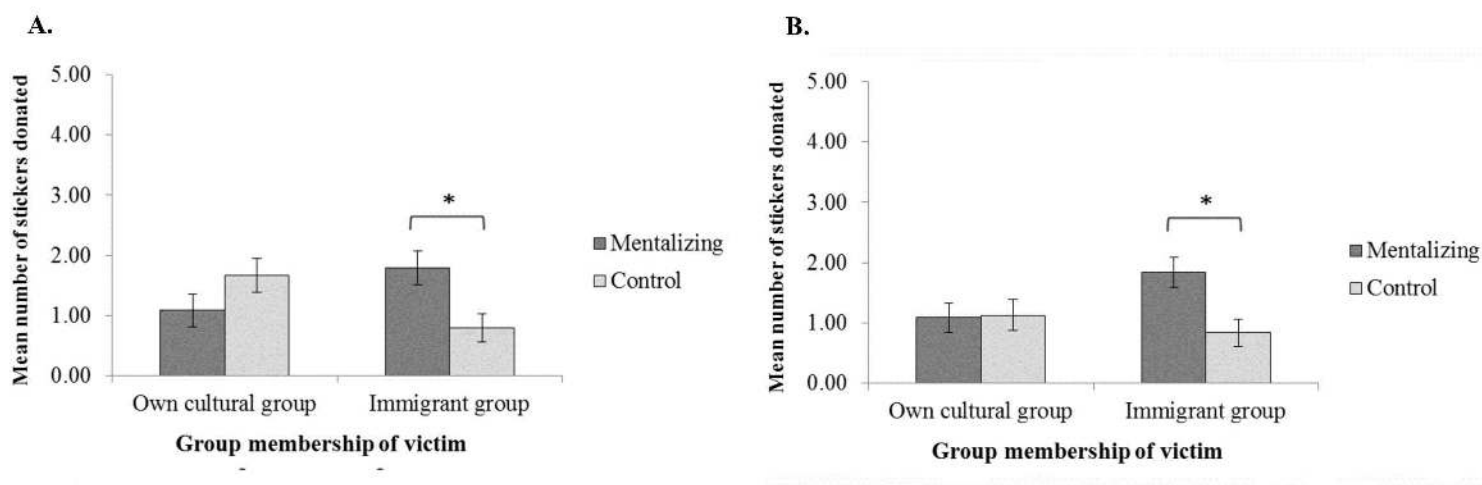 A.
Mean number of stickers donated
5.00
4.00
3.00
2.00
1.00
0.00
*
Own cultural group
Immigrant group
Group membership of victim
Mentalizing
Control
B.
Mean number of stickers donated
5.00
4.00
3.00
2.00
1.00
0.00
*
Own cultural group
Immigrant group
Group membership of victim
Mentalizing
Control